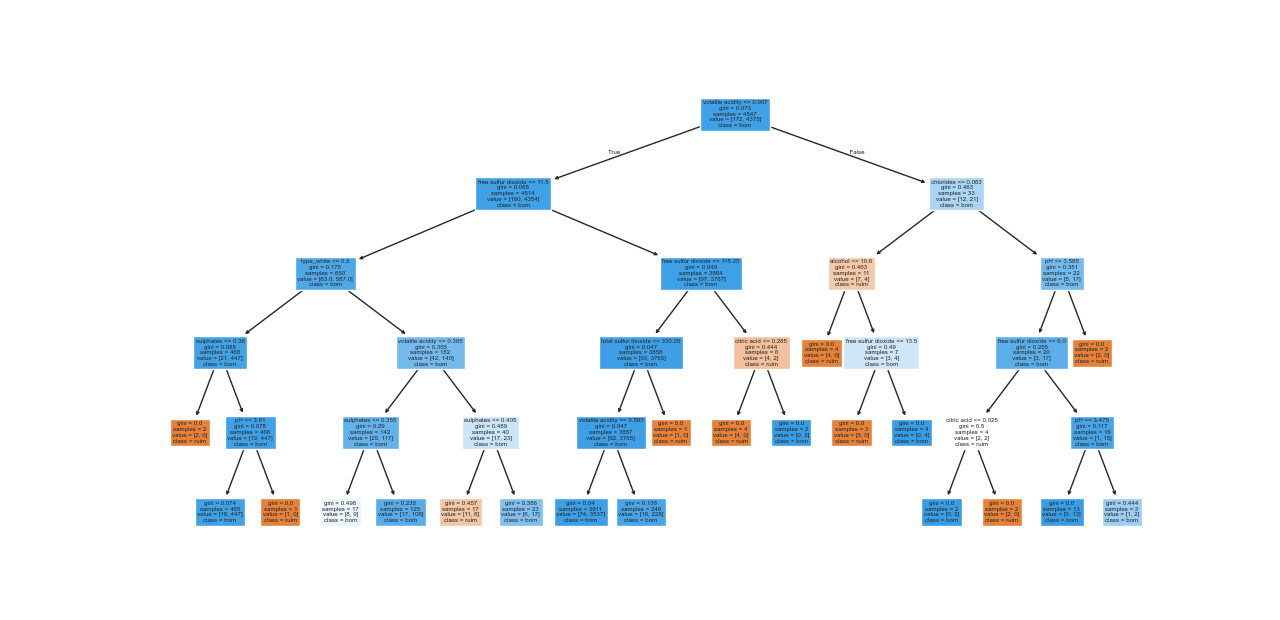 volatile acidity <= 0.907
gini = 0.073
samples = 4547
value = [172, 4375]
class = bom
True
False
free sulfur dioxide <= 11.5
gini = 0.068
samples = 4514
value = [160, 4354]
class = bom
chlorides <= 0.063
gini = 0.463
samples = 33
value = [12, 21]
class = bom
type_white <= 0.5
gini = 0.175
samples = 650
value = [63.0, 587.0]
class = bom
free sulfur dioxide <= 115.25
gini = 0.049
samples = 3864
value = [97, 3767]
class = bom
alcohol <= 10.6
gini = 0.463
samples = 11
value = [7, 4]
class = ruim
pH <= 3.585
gini = 0.351
samples = 22
value = [5, 17]
class = bom
sulphates <= 0.38
gini = 0.086
samples = 468
value = [21, 447]
class = bom
volatile acidity <= 0.385
gini = 0.355
samples = 182
value = [42, 140]
class = bom
total sulfur dioxide <= 330.25
gini = 0.047
samples = 3858
value = [93, 3765]
class = bom
citric acid <= 0.285
gini = 0.444
samples = 6
value = [4, 2]
class = ruim
gini = 0.0
samples = 4
value = [4, 0]
class = ruim
free sulfur dioxide <= 13.5
gini = 0.49
samples = 7
value = [3, 4]
class = bom
free sulfur dioxide <= 6.0
gini = 0.255
samples = 20
value = [3, 17]
class = bom
gini = 0.0
samples = 2
value = [2, 0]
class = ruim
gini = 0.0
samples = 2
value = [2, 0]
class = ruim
pH <= 3.81
gini = 0.078
samples = 466
value = [19, 447]
class = bom
sulphates <= 0.355
gini = 0.29
samples = 142
value = [25, 117]
class = bom
sulphates <= 0.405
gini = 0.489
samples = 40
value = [17, 23]
class = bom
volatile acidity <= 0.593
gini = 0.047
samples = 3857
value = [92, 3765]
class = bom
gini = 0.0
samples = 1
value = [1, 0]
class = ruim
gini = 0.0
samples = 4
value = [4, 0]
class = ruim
gini = 0.0
samples = 2
value = [0, 2]
class = bom
gini = 0.0
samples = 3
value = [3, 0]
class = ruim
gini = 0.0
samples = 4
value = [0, 4]
class = bom
citric acid <= 0.025
gini = 0.5
samples = 4
value = [2, 2]
class = bom
pH <= 3.475
gini = 0.117
samples = 16
value = [1, 15]
class = bom
gini = 0.074
samples = 465
value = [18, 447]
class = bom
gini = 0.0
samples = 1
value = [1, 0]
class = ruim
gini = 0.498
samples = 17
value = [8, 9]
class = bom
gini = 0.235
samples = 125
value = [17, 108]
class = bom
gini = 0.457
samples = 17
value = [11, 6]
class = ruim
gini = 0.386
samples = 23
value = [6, 17]
class = bom
gini = 0.04
samples = 3611
value = [74, 3537]
class = bom
gini = 0.136
samples = 246
value = [18, 228]
class = bom
gini = 0.0
samples = 2
value = [0, 2]
class = bom
gini = 0.0
samples = 2
value = [2, 0]
class = ruim
gini = 0.0
samples = 13
value = [0, 13]
class = bom
gini = 0.444
samples = 3
value = [1, 2]
class = bom